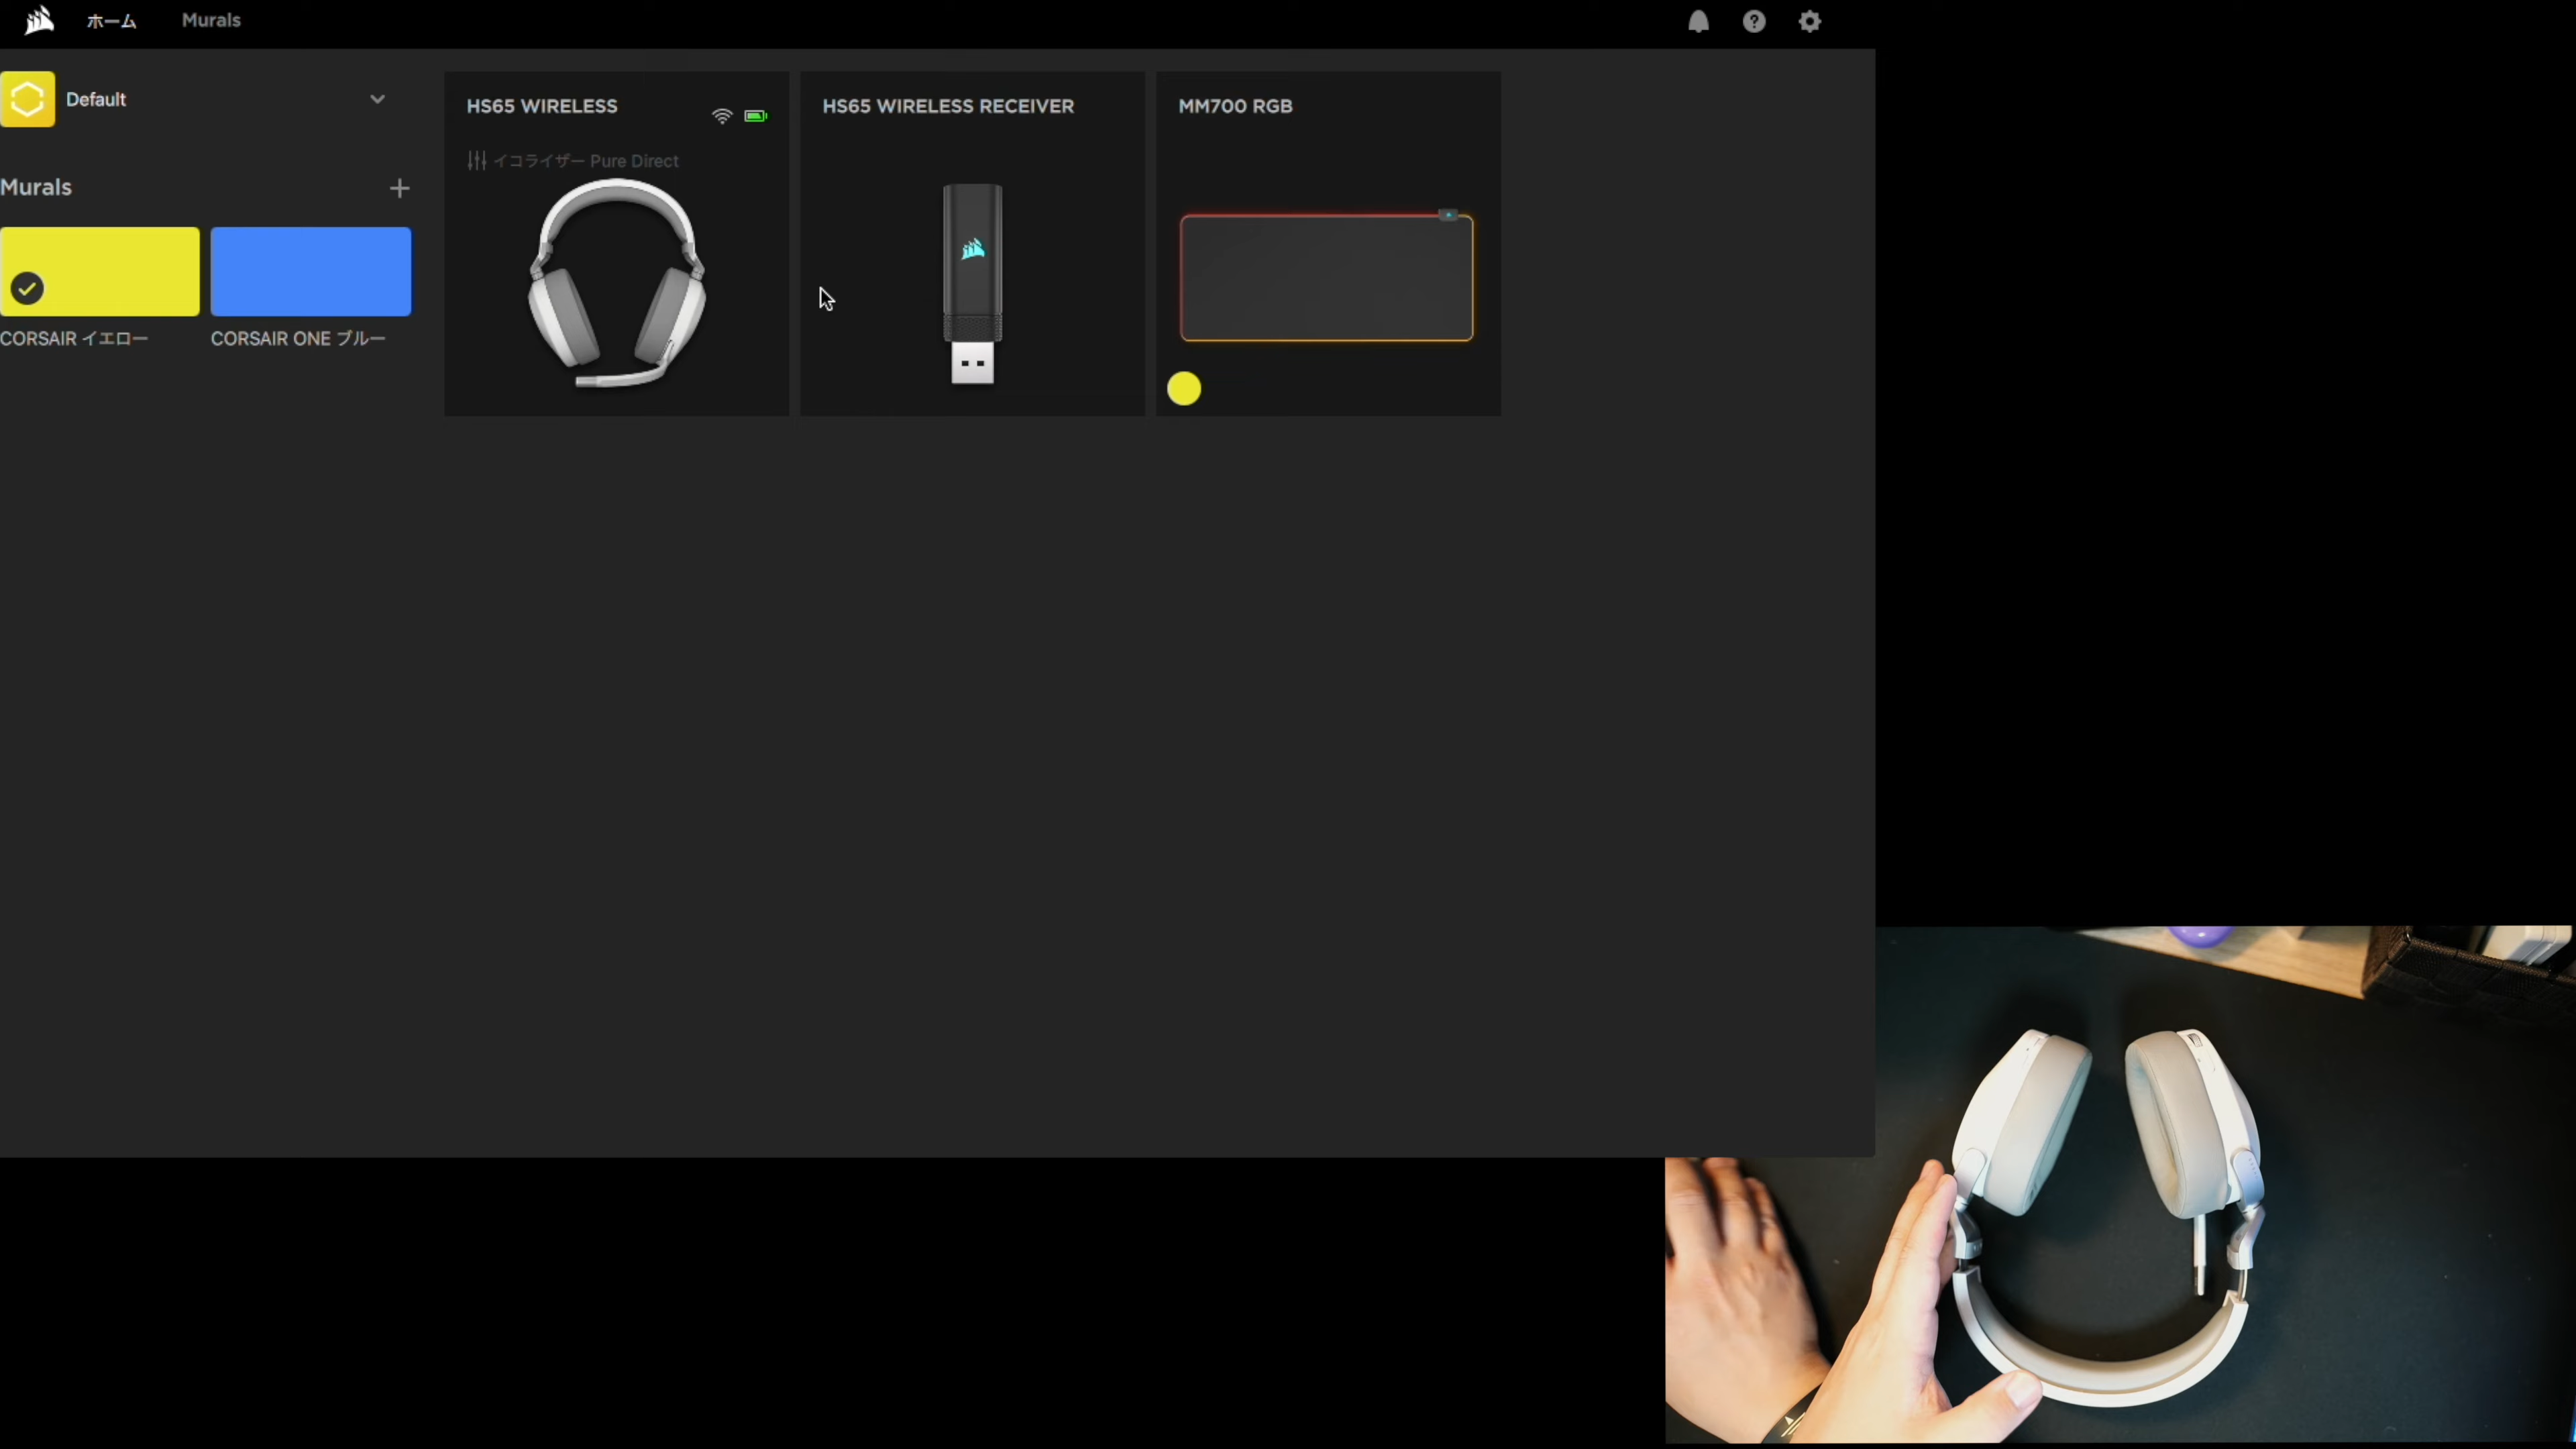 ホーム
Murals
Default
Murals
CORSAIR イエロー
CORSAIR ONE ブルー
HS65 WIRELESS
イコライザー Pure Direct
HS65 WIRELESS RECEIVER
MM700 RGB